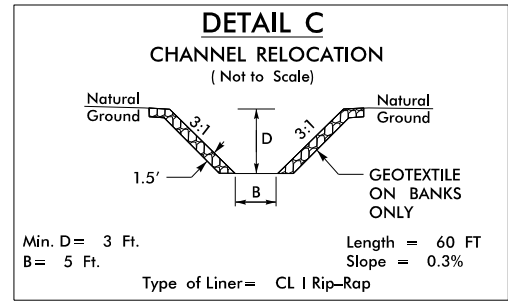 DETAIL C
CHANNEL RELOCATION
( Not to Scale)
Natural
Ground
Natural
Ground
3:1
D
3:1
1.5'
B
GEOTEXTILE
ON BANKS
ONLY
Min. D= 3 Ft.
B= 5 Ft.
Length = 60 FT
Slope = 0.3%
Type of Liner= CL I Rip-Rap